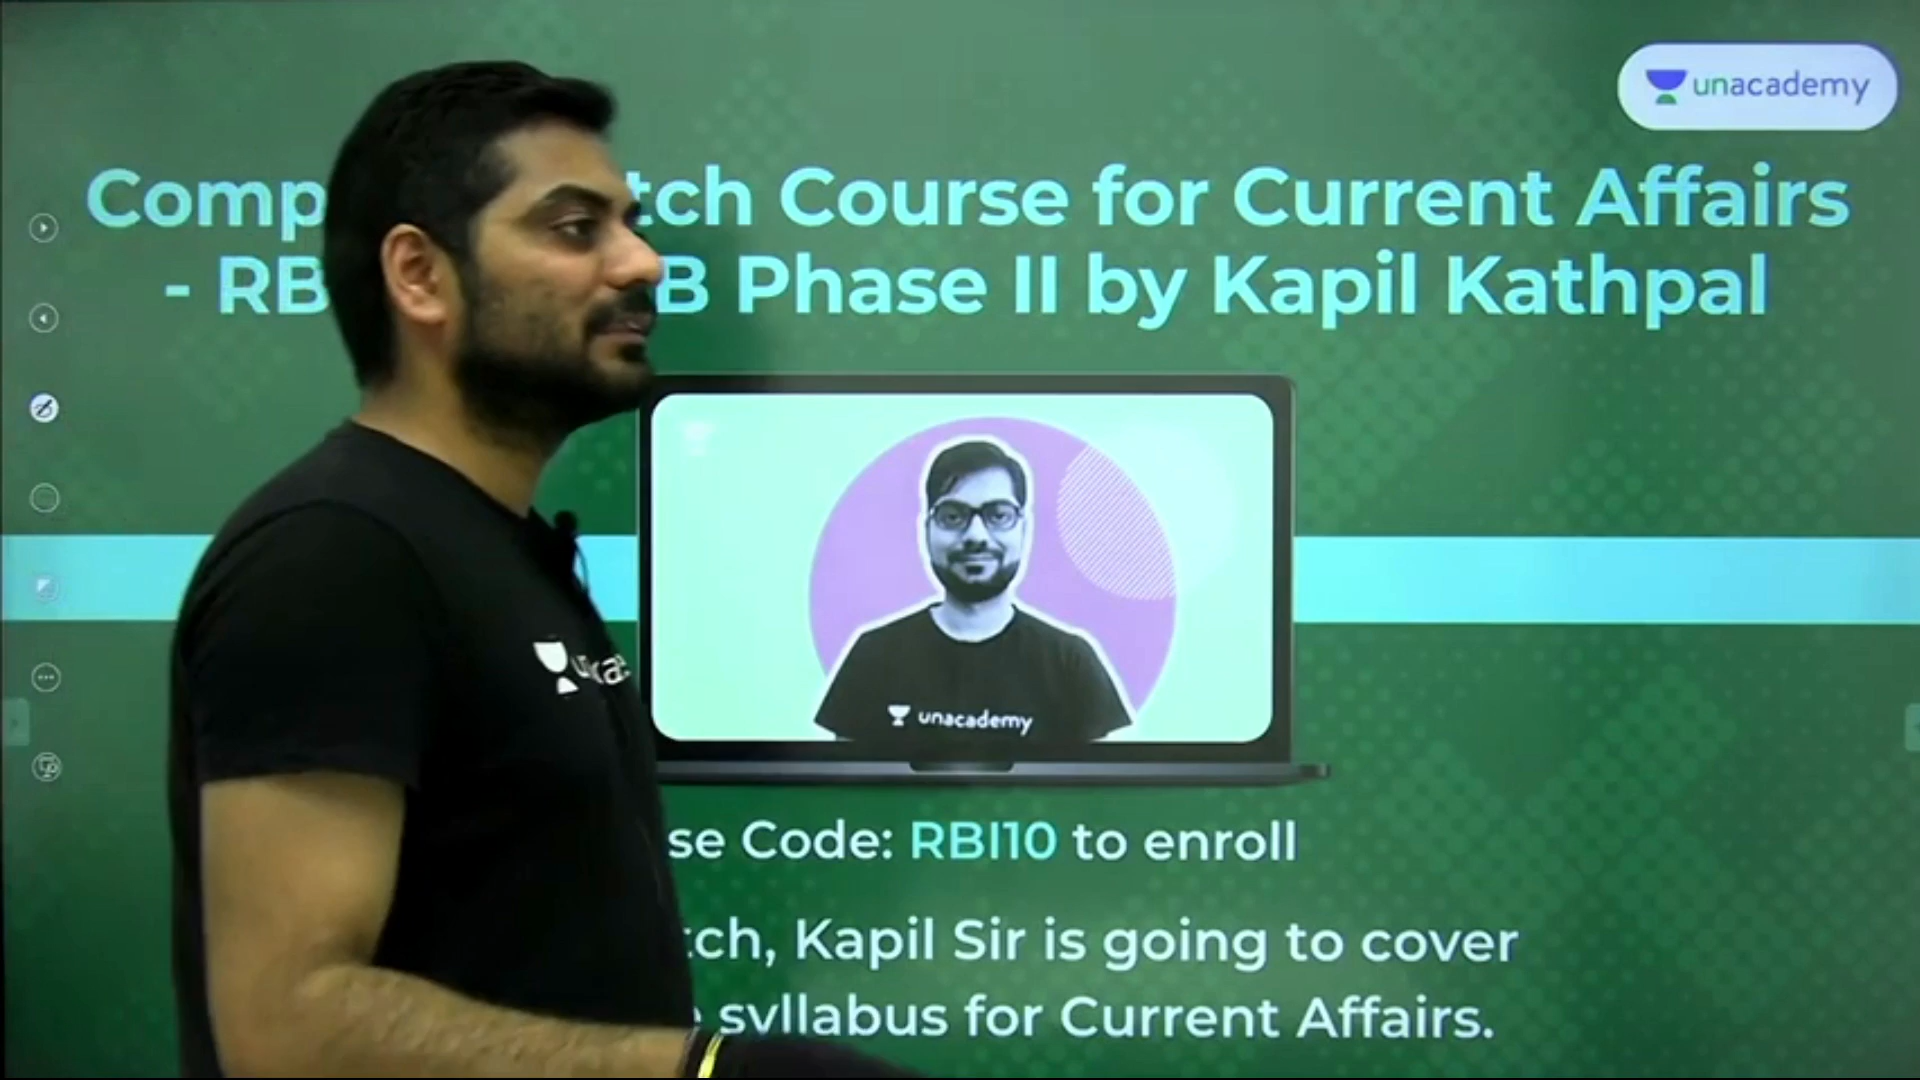 unacademy
Comp tch Course for Current Affairs
- RB B Phase II by Kapil Kathpal
unacademy
se Code: RBI10 to enroll
tch, Kapil Sir is going to cover
syllabus for Current Affairs.